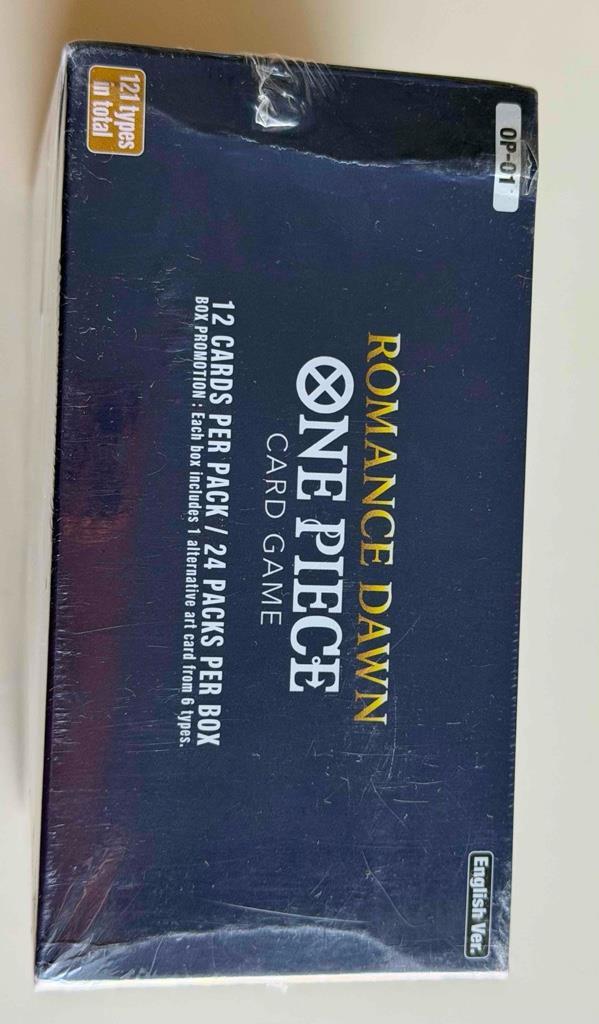 OP-01
English Ver.
ROMANCE DAWN
ONE PIECE
CARD GAME
12 CARDS PER PACK / 24 PACKS PER BOX
BOX PROMOTION : Each box includes 1 alternative art card from 6 types.
121 types
in total